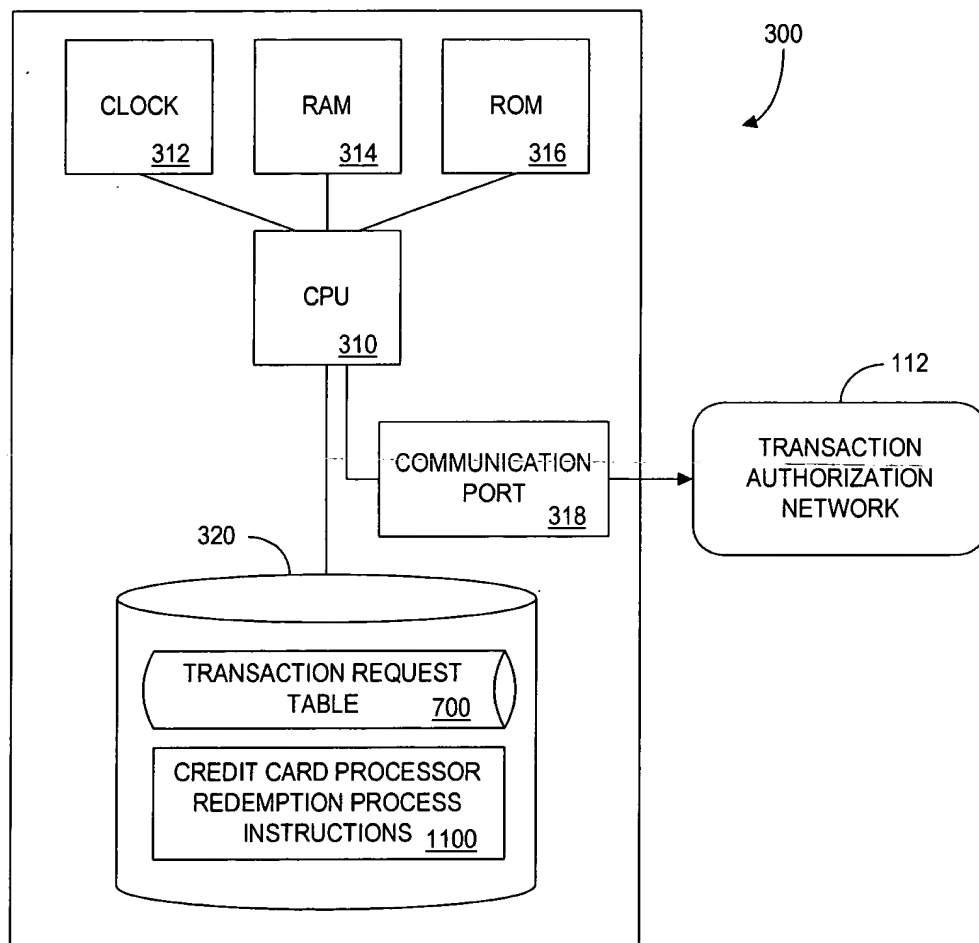 300
CLOCK
312
RAM
314
ROM
316
CPU
310
112
COMMUNICATION
PORT
318
TRANSACTION
AUTHORIZATION
NETWORK
320
TRANSACTION REQUEST
TABLE 700
CREDIT CARD PROCESSOR
REDEMPTION PROCESS
INSTRUCTIONS 1100